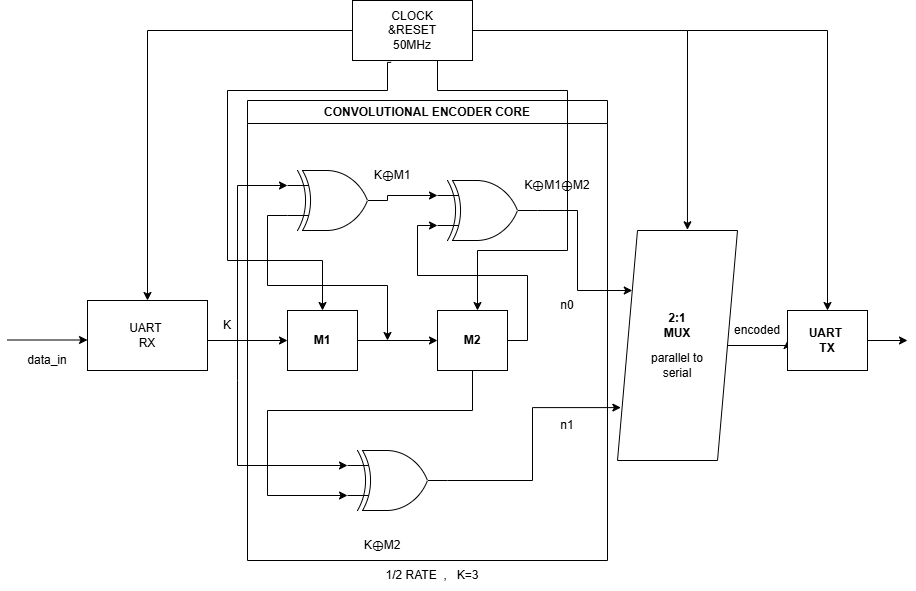 CLOCK
&RESET
50MHz
CONVOLUTIONAL ENCODER CORE
K⊕M1
K⊕M1⊕M2
n0
UART
RX
K
M1
M2
2:1
MUX
parallel to
serial
encoded
UART
TX
data_in
n1
K⊕M2
1/2 RATE , K=3